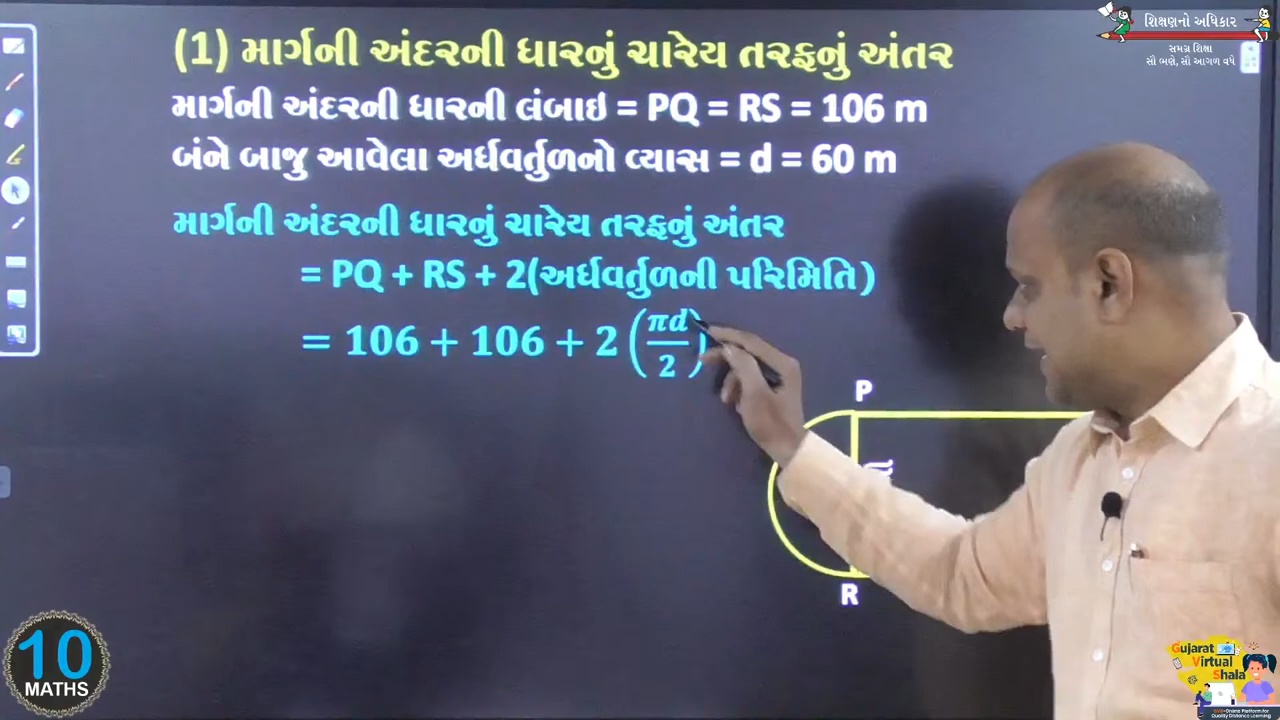 શિક્ષણનો અધિકાર
સમગ્ર શિક્ષા
સૌ ભણે, સૌ આગળ વધે
(1) માર્ગની અંદરની ધારનું ચારેય તરફનું અંતર
માર્ગની અંદરની ધારની લંબાઇ = PQ = RS = 106 m
બંને બાજુ આવેલા અર્ધવર્તુળનો વ્યાસ = d = 60 m
માર્ગની અંદરની ધારનું ચારેય તરફનું અંતર
= PQ + RS + 2(અર્ધવર્તુળની પરિમિતિ)
= 106 + 106 + 2 (πd/2)
P
R
10
MATHS
Gujarat
Virtual
Shala